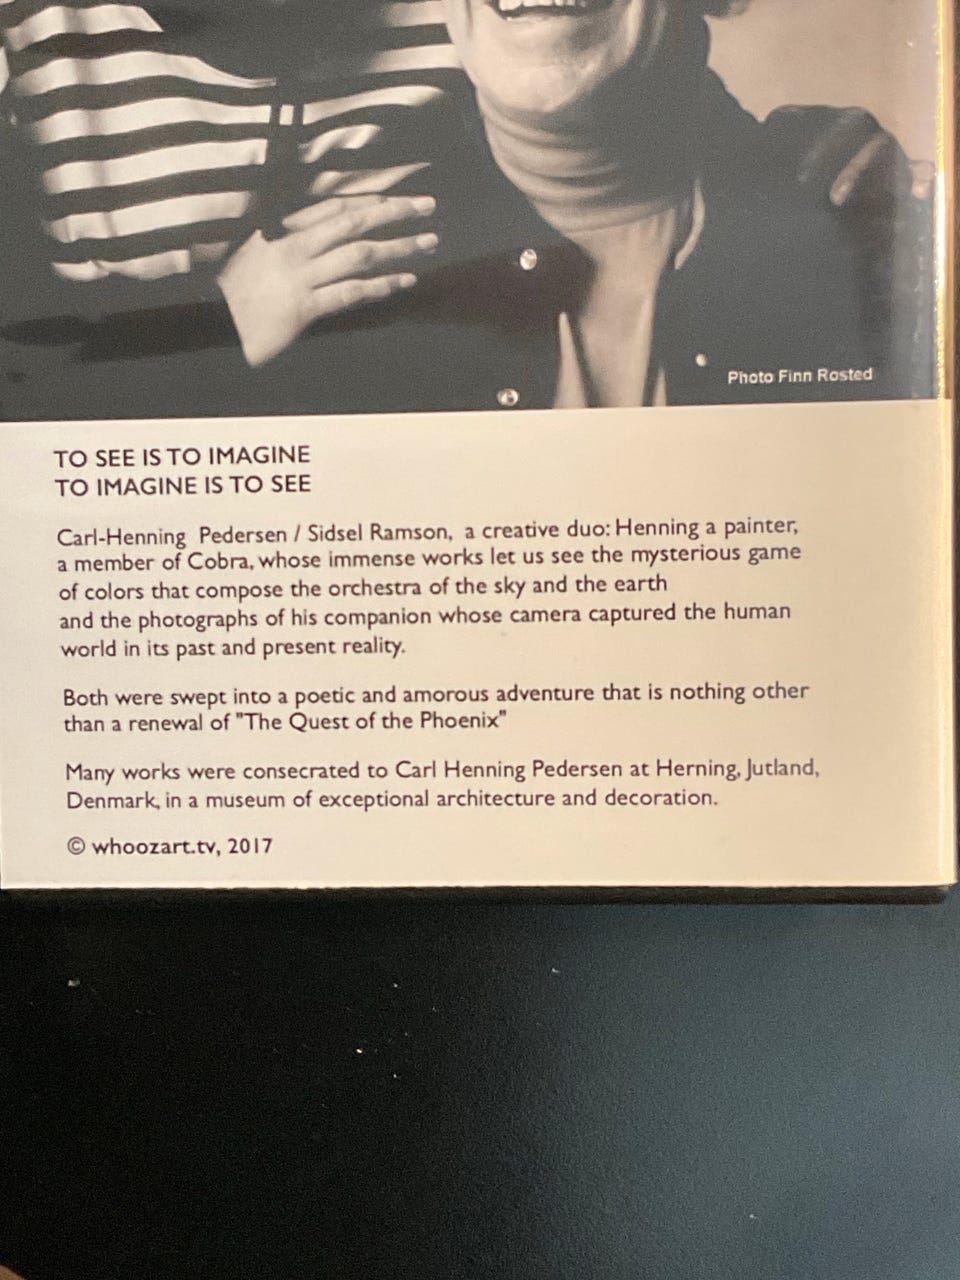 Photo Finn Rosted
TO SEE IS TO IMAGINE
TO IMAGINE IS TO SEE
Carl-Henning Pedersen / Sidsel Ramson, a creative duo: Henning a painter,
a member of Cobra, whose immense works let us see the mysterious game
of colors that compose the orchestra of the sky and the earth
and the photographs of his companion whose camera captured the human
world in its past and present reality.
Both were swept into a poetic and amorous adventure that is nothing other
than a renewal of "The Quest of the Phoenix"
Many works were consecrated to Carl Henning Pedersen at Herning, Jutland,
Denmark, in a museum of exceptional architecture and decoration.
© whoozart.tv, 2017